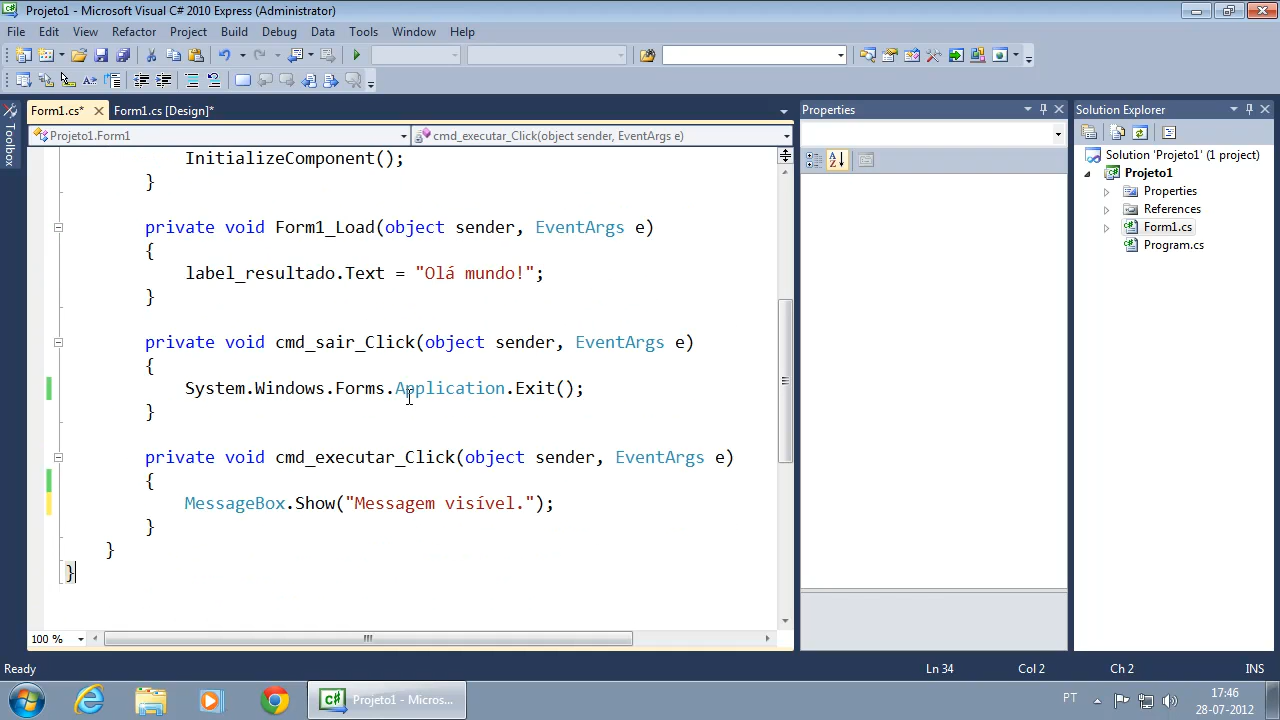 Projeto1 - Microsoft Visual C# 2010 Express (Administrator)
File Edit View Refactor Project Build Debug Data Tools Window Help
Form1.cs* Form1.cs [Design]*
Projeto1.Form1 cmd_executar_Click(object sender, EventArgs e)
Toolbox
InitializeComponent();
}
private void Form1_Load(object sender, EventArgs e)
{
label_resultado.Text = "Olá mundo!";
}
private void cmd_sair_Click(object sender, EventArgs e)
{
System.Windows.Forms.Application.Exit();
}
private void cmd_executar_Click(object sender, EventArgs e)
{
MessageBox.Show("Messagem visível.");
}
}
}
100 %
Properties
Solution Explorer
Solution 'Projeto1' (1 project)
Projeto1
Properties
References
Form1.cs
Program.cs
Ready Ln 34 Col 2 Ch 2 INS
Projeto1 - Micros...
PT
17:46
28-07-2012